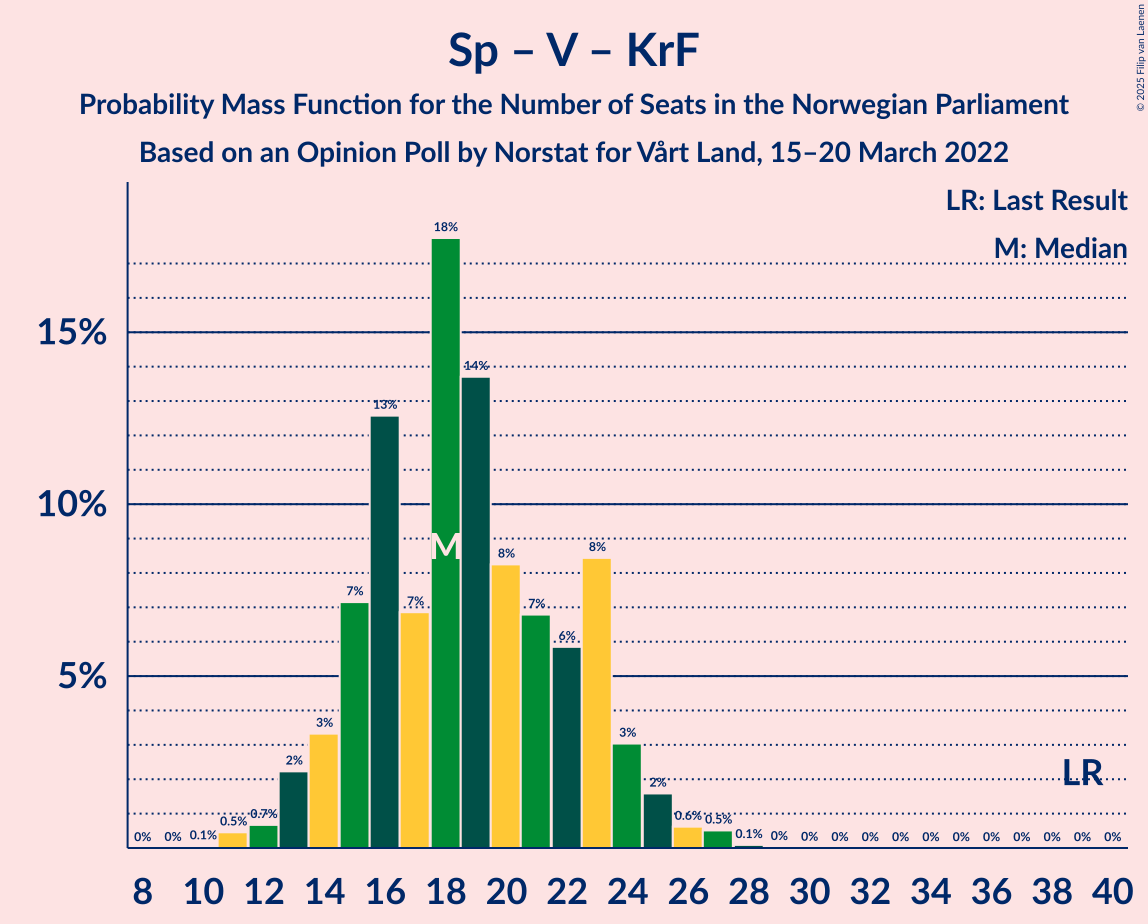 Sp – V – KrF
Probability Mass Function for the Number of Seats in the Norwegian Parliament
Based on an Opinion Poll by Norstat for Vårt Land, 15–20 March 2022
© 2025 Filip van Laenen
LR: Last Result
M: Median
15%
10%
5%
0% 0% 0.1% 0.5% 0.7% 2% 3% 7% 13% 7% 18% 14% 8% 7% 6% 8% 3% 2% 0.6% 0.5% 0.1% 0% 0% 0% 0% 0% 0% 0% 0% 0% 0% 0% 0%
M
LR
8 10 12 14 16 18 20 22 24 26 28 30 32 34 36 38 40